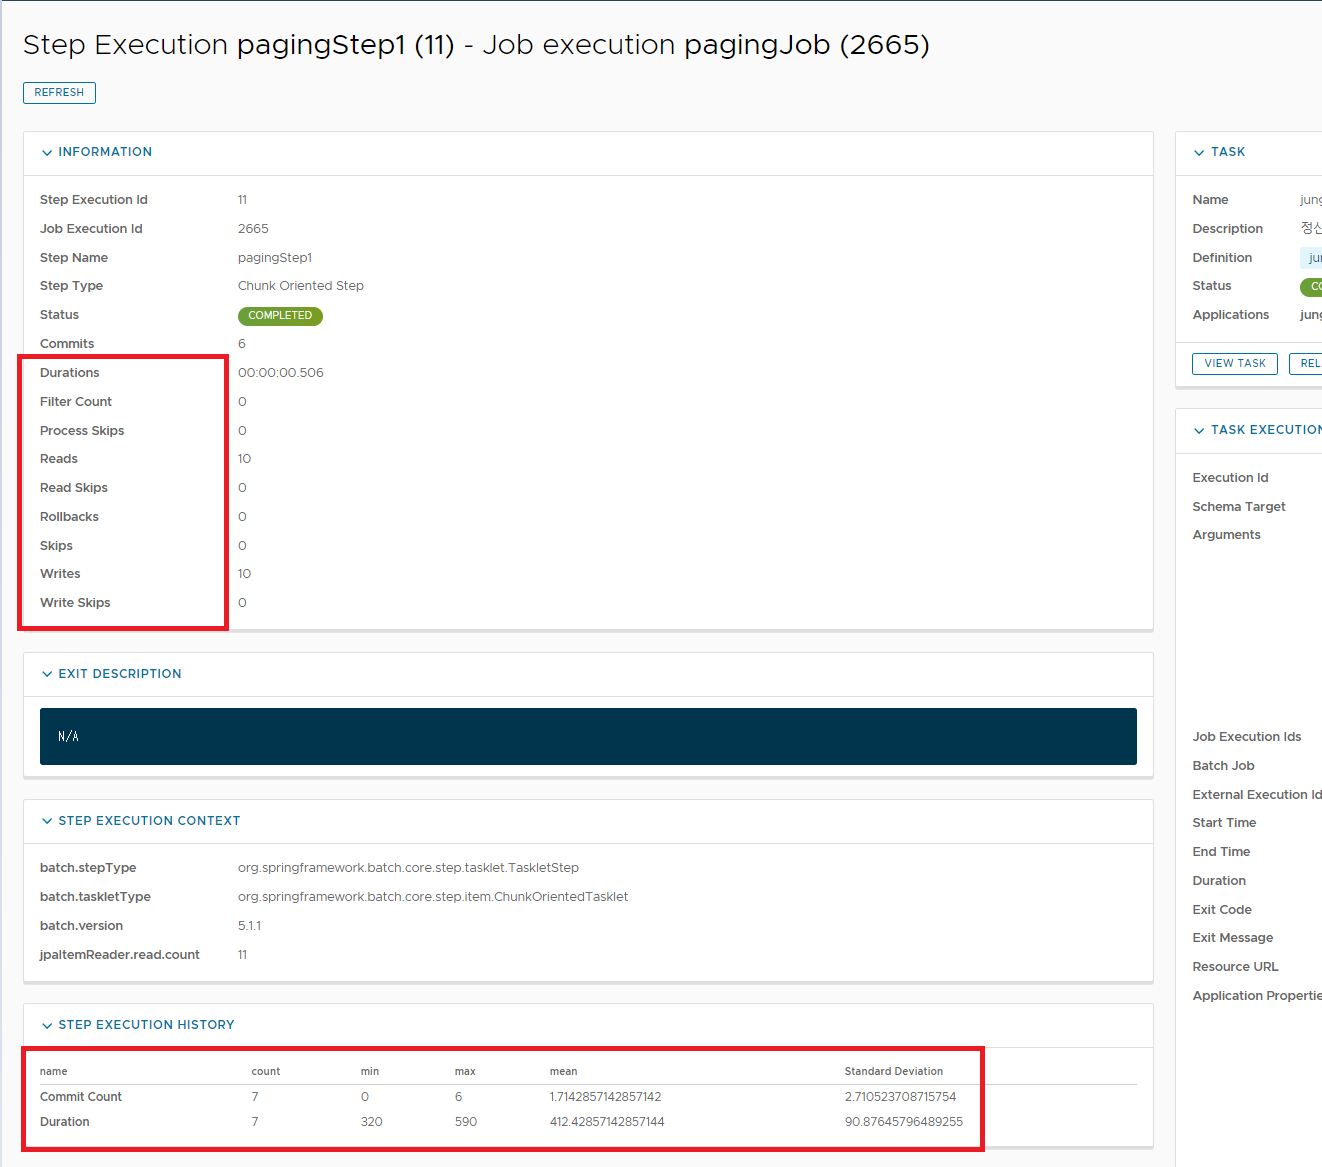 Step Execution pagingStep1 (11) - Job execution pagingJob (2665)
REFRESH
INFORMATION
Step Execution Id 11
Job Execution Id 2665
Step Name pagingStep1
Step Type Chunk Oriented Step
Status COMPLETED
Commits 6
Durations 00:00:00.506
Filter Count 0
Process Skips 0
Reads 10
Read Skips 0
Rollbacks 0
Skips 0
Writes 10
Write Skips 0
EXIT DESCRIPTION
N/A
STEP EXECUTION CONTEXT
batch.stepType org.springframework.batch.core.step.tasklet.TaskletStep
batch.taskletType org.springframework.batch.core.step.item.ChunkOrientedTasklet
batch.version 5.1.1
jpaItemReader.read.count 11
STEP EXECUTION HISTORY
name count min max mean Standard Deviation
Commit Count 7 0 6 1.7142857142857142 2.710523708715754
Duration 7 320 590 412.42857142857144 90.87645796489255
TASK
Name jung
Description 정산
Definition jun
Status CO
Applications jung
VIEW TASK REL
TASK EXECUTION
Execution Id
Schema Target
Arguments
Job Execution Ids
Batch Job
External Execution Id
Start Time
End Time
Duration
Exit Code
Exit Message
Resource URL
Application Propertie